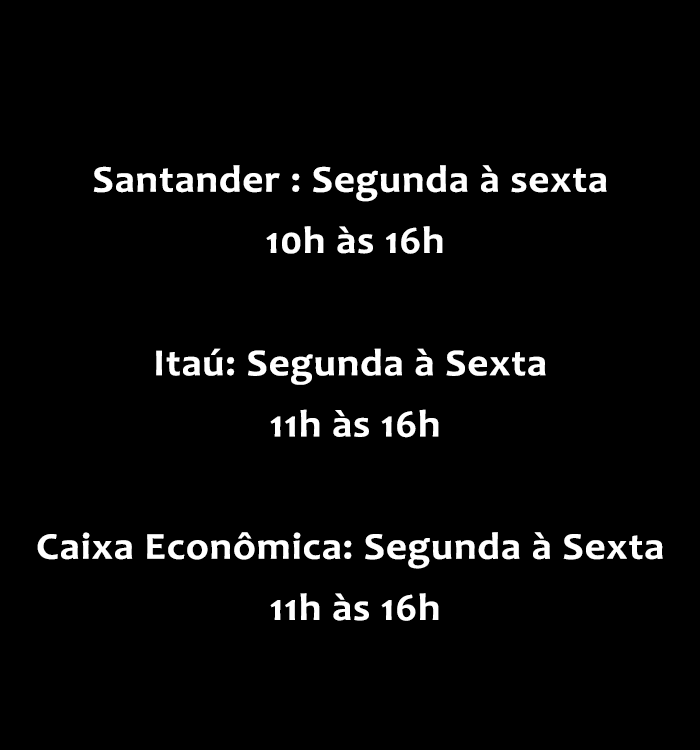 Santander : Segunda à sexta
10h às 16h
Itaú: Segunda à Sexta
11h às 16h
Caixa Econômica: Segunda à Sexta
11h às 16h